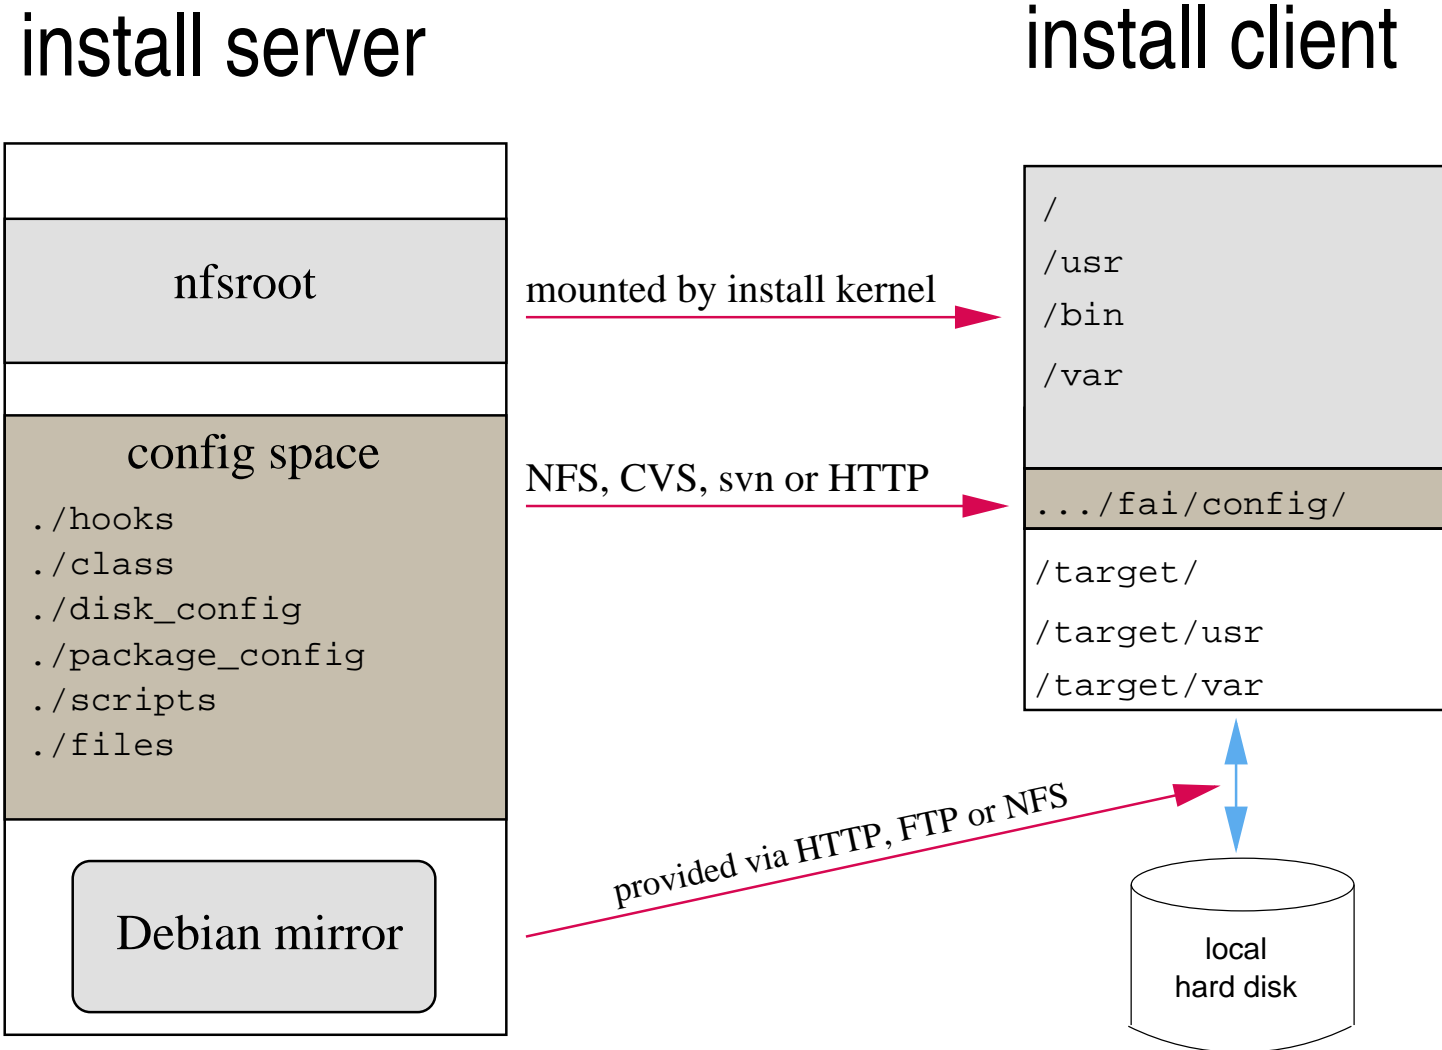 install server
install client
nfsroot
mounted by install kernel
/
/usr
/bin
/var
config space
./hooks
./class
./disk_config
./package_config
./scripts
./files
NFS, CVS, svn or HTTP
.../fai/config/
/target/
/target/usr
/target/var
provided via HTTP, FTP or NFS
Debian mirror
local
hard disk